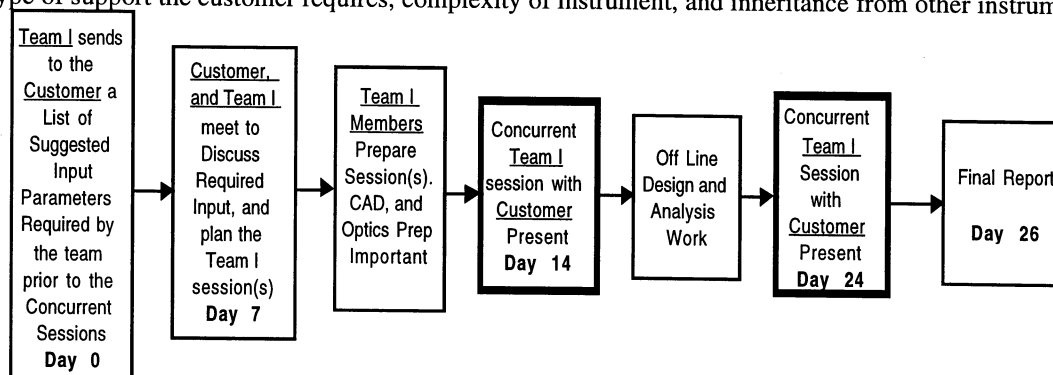 ype of support the customer requires, complexity of instrument, and inheritance from other instrum
Team I sends
to the
Customer a
List of
Suggested
Input
Parameters
Required by
the team
prior to the
Concurrent
Sessions
Day 0
Customer,
and Team I
meet to
Discuss
Required
Input, and
plan the
Team I
session(s)
Day 7
Team I
Members
Prepare
Session(s).
CAD, and
Optics Prep
Important
Concurrent
Team I
session with
Customer
Present
Day 14
Off Line
Design and
Analysis
Work
Concurrent
Team I
Session
with
Customer
Present
Day 24
Final Report
Day 26